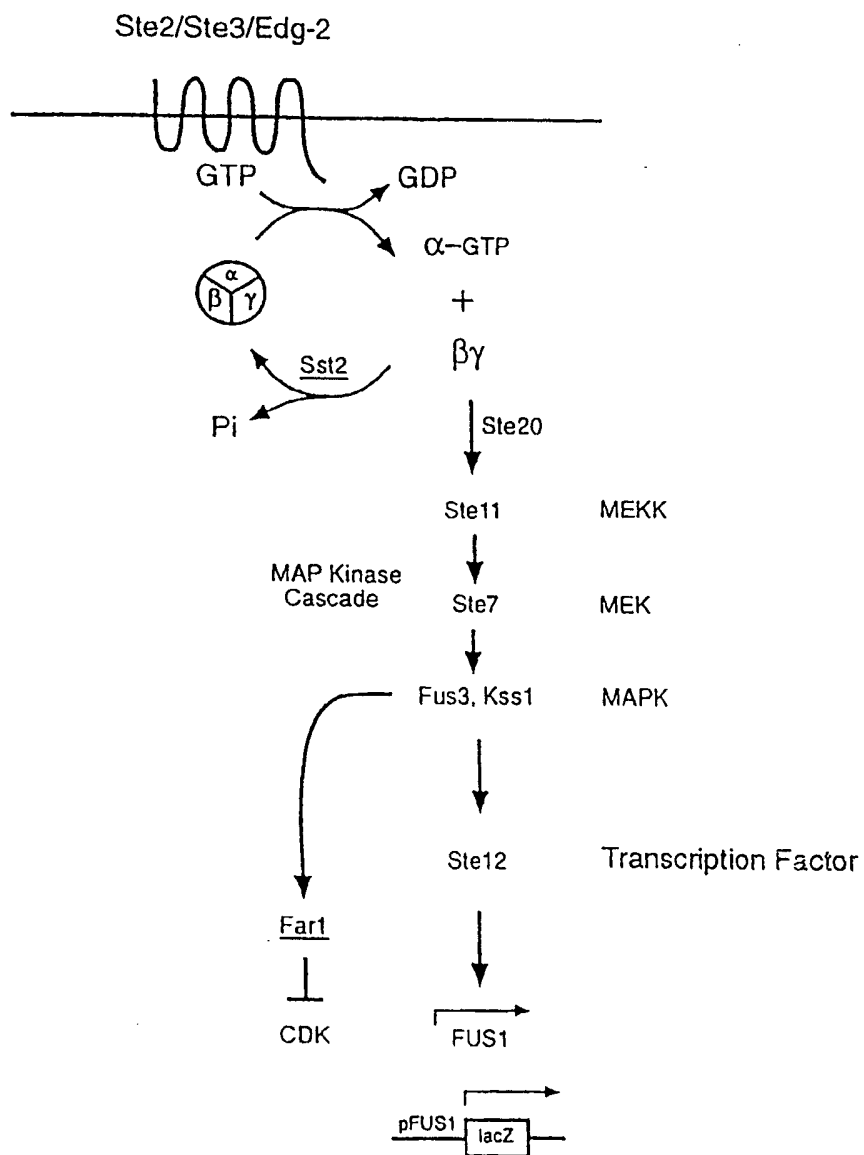 Ste2/Ste3/Edg-2
GTP
GDP
α-GTP
α
β
γ
+
βγ
Sst2
Pi
Ste20
Ste11
MEKK
MAP Kinase
Cascade
Ste7
MEK
Fus3, Kss1
MAPK
Ste12
Transcription Factor
Far1
CDK
FUS1
pFUS1
lacZ